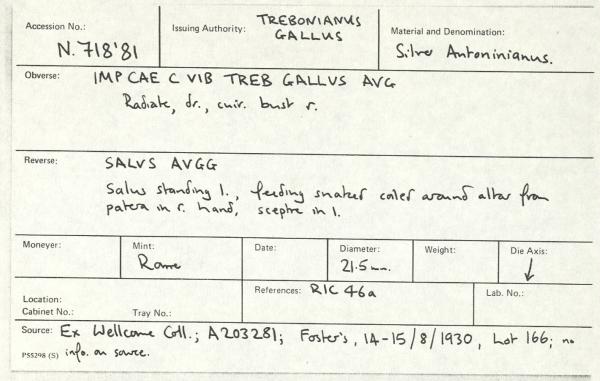 Accession No.: N.718'81
Issuing Authority: TREBONIANUS
GALLUS
Material and Denomination:
Silver Antoninianus.
Obverse: IMP CAE C VIB TREB GALLVS AVG
Radiate, dr., cuir. bust r.
Reverse: SALVS AVGG
Salus standing l., feeding snaked coiled around altar from
patera in r. hand, sceptre in l.
Moneyer:
Mint:
Rome
Date:
Diameter:
21.5mm.
Weight:
Die Axis:
↓
Location:
Cabinet No.: Tray No.:
References: RIC 46a
Lab. No.:
Source: Ex Wellcome Coll.; A203281; Foster's, 14-15/8/1930, Lot 166; no
PS5298 (S) info. on source.